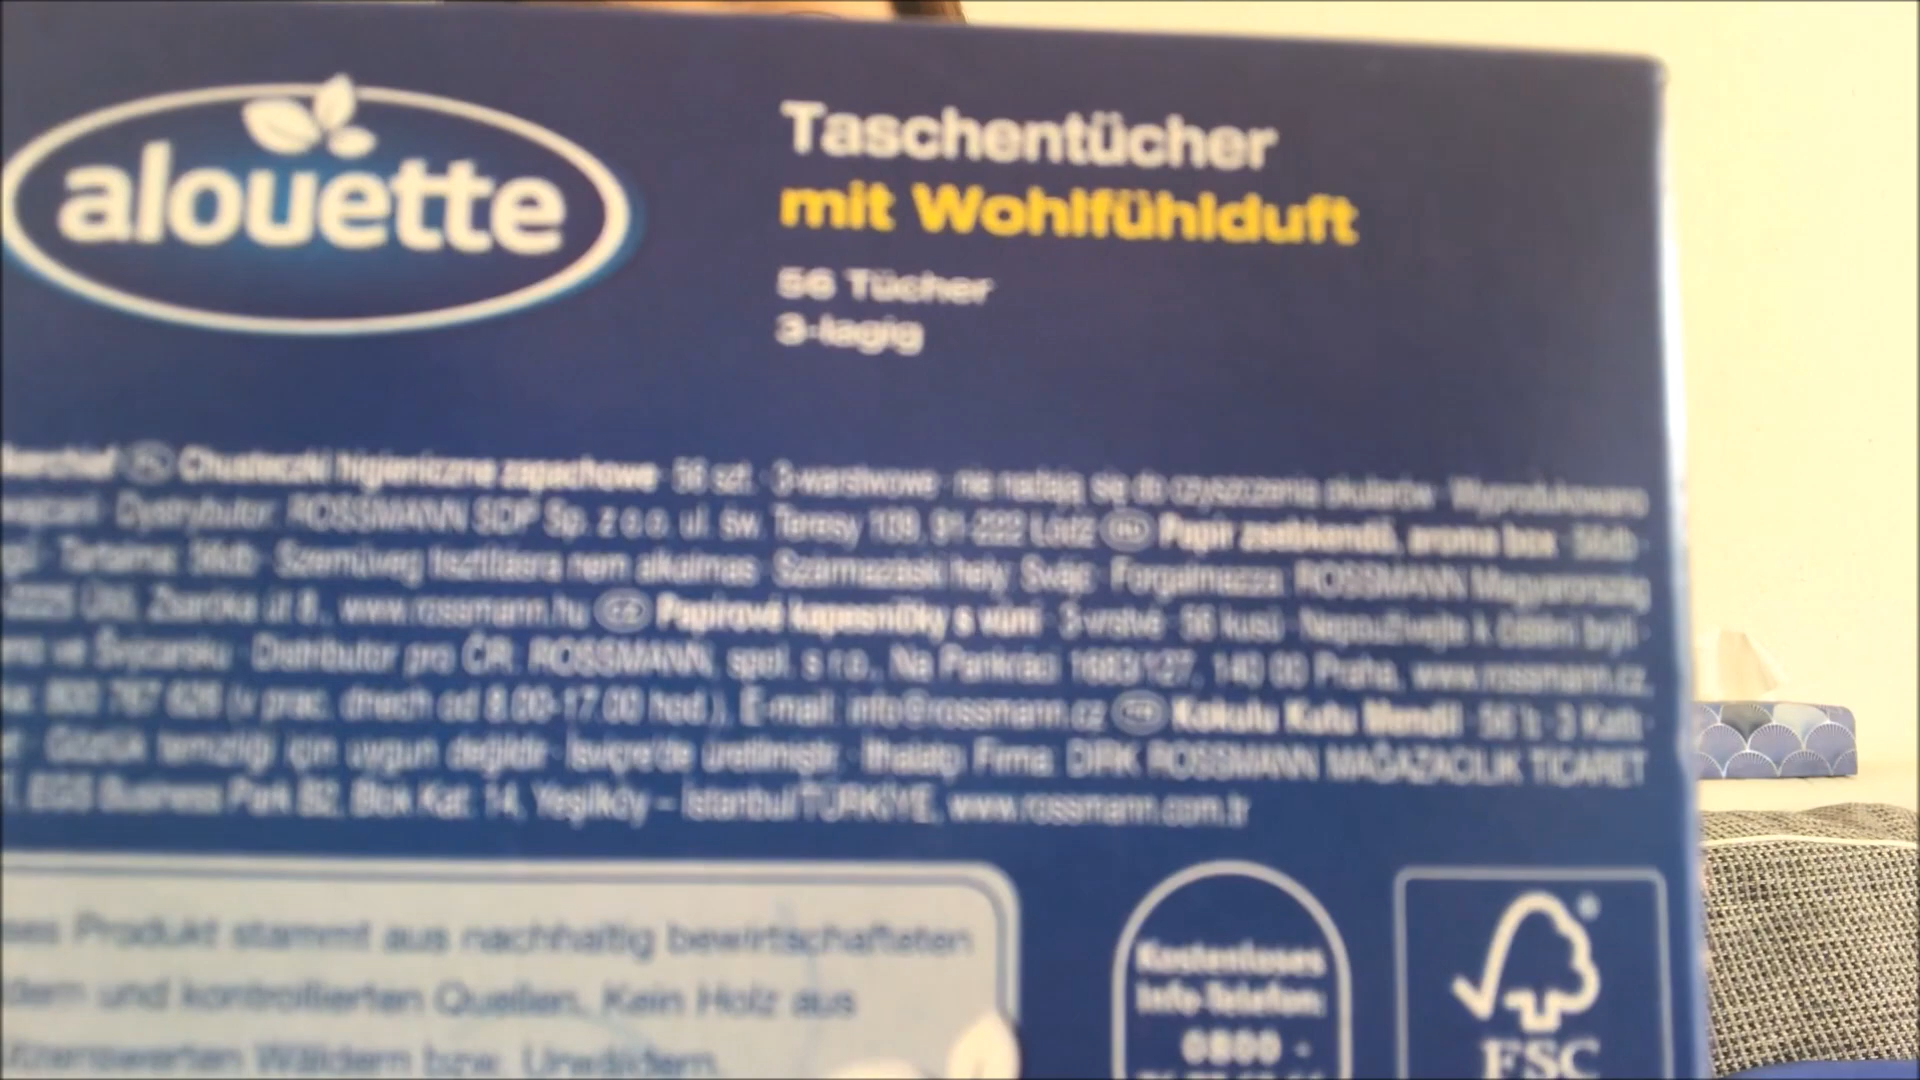 alouette
Taschentücher
mit Wohlfühlduft
56 Tücher
3-lagig
Chusteczki higieniczne zapachowe · 56 szt. · 3-warstwowe · nie nadają się do czyszczenia okularów · Wyprodukowano
Dystrybutor: ROSSMANN SDP Sp. z o.o. ul. św. Teresy 109, 91-222 Łódź HU Papír zsebkendő, aroma box · 56db ·
Tartalma: 56db · Szemüveg tisztítására nem alkalmas · Származási hely: Svájc · Forgalmazza: ROSSMANN Magyarország
2225 Üllő, Zsaróka út 8., www.rossmann.hu CZ Papírové kapesníčky s vůní · 3-vrstvé · 56 kusů · Nepoužívejte k čištění brýlí ·
ve Švýcarsku · Distributor pro ČR: ROSSMANN, spol. s r.o., Na Pankráci 1683/127, 140 00 Praha, www.rossmann.cz,
800 767 628 (v prac. dnech od 8.00-17.00 hod.), E-mail: info@rossmann.cz TR Kokulu Kutu Mendil · 56'lı · 3 Katlı ·
Gözlük temizliği için uygun değildir · İsviçre'de üretilmiştir · İthalatçı Firma: DIRK ROSSMANN MAĞAZACILIK TİCARET
EGS Business Park B2, Blok Kat: 14, Yeşilköy – İstanbul/TÜRKİYE, www.rossmann.com.tr
Produkt stammt aus nachhaltig bewirtschafteten
und kontrollierten Quellen. Kein Holz aus
Wäldern bzw. Urwäldern.
Kostenloses
Info-Telefon:
0800 -
FSC